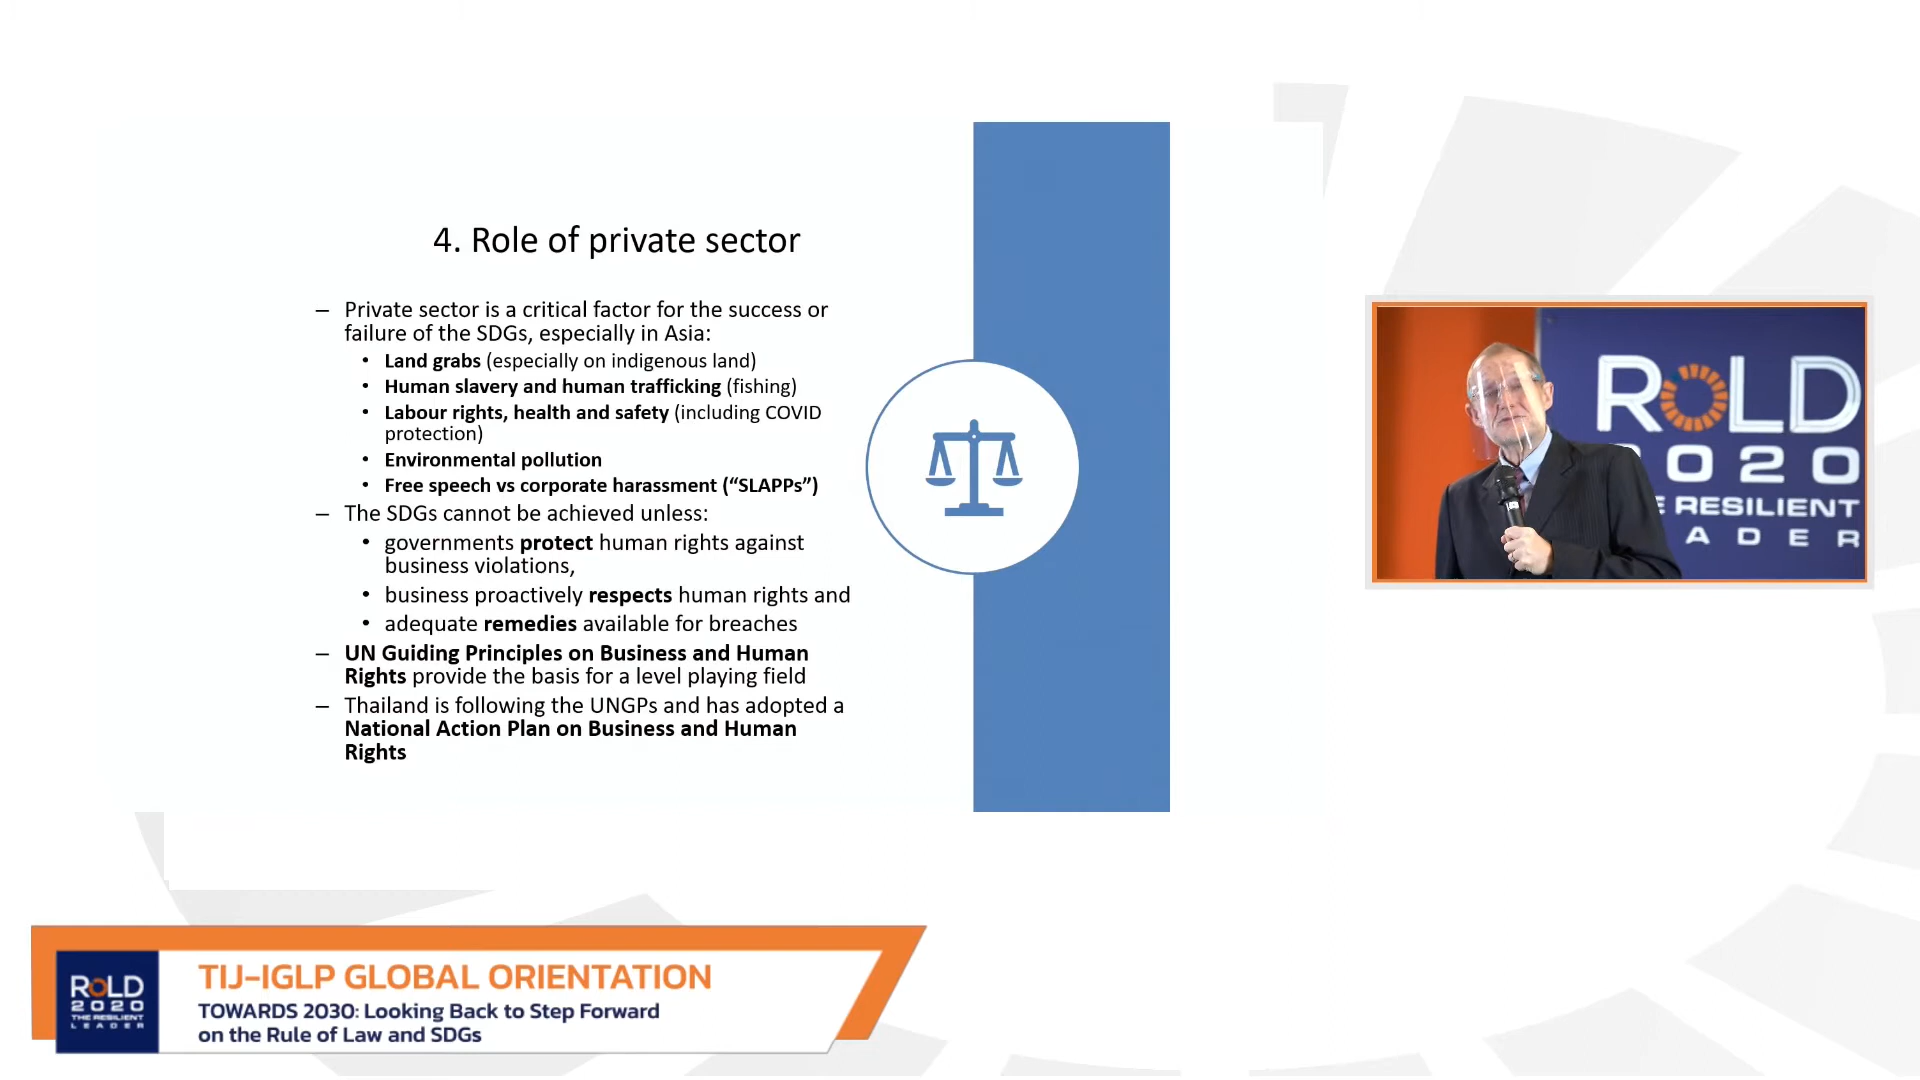 4. Role of private sector
– Private sector is a critical factor for the success or
failure of the SDGs, especially in Asia:
• Land grabs (especially on indigenous land)
• Human slavery and human trafficking (fishing)
• Labour rights, health and safety (including COVID
protection)
• Environmental pollution
• Free speech vs corporate harassment (“SLAPPs”)
– The SDGs cannot be achieved unless:
• governments protect human rights against
business violations,
• business proactively respects human rights and
• adequate remedies available for breaches
– UN Guiding Principles on Business and Human
Rights provide the basis for a level playing field
– Thailand is following the UNGPs and has adopted a
National Action Plan on Business and Human
Rights
RoLD
2020
E RESILIENT
ADER
RoLD
2020
THE RESILIENT
LEADER
TIJ-IGLP GLOBAL ORIENTATION
TOWARDS 2030: Looking Back to Step Forward
on the Rule of Law and SDGs